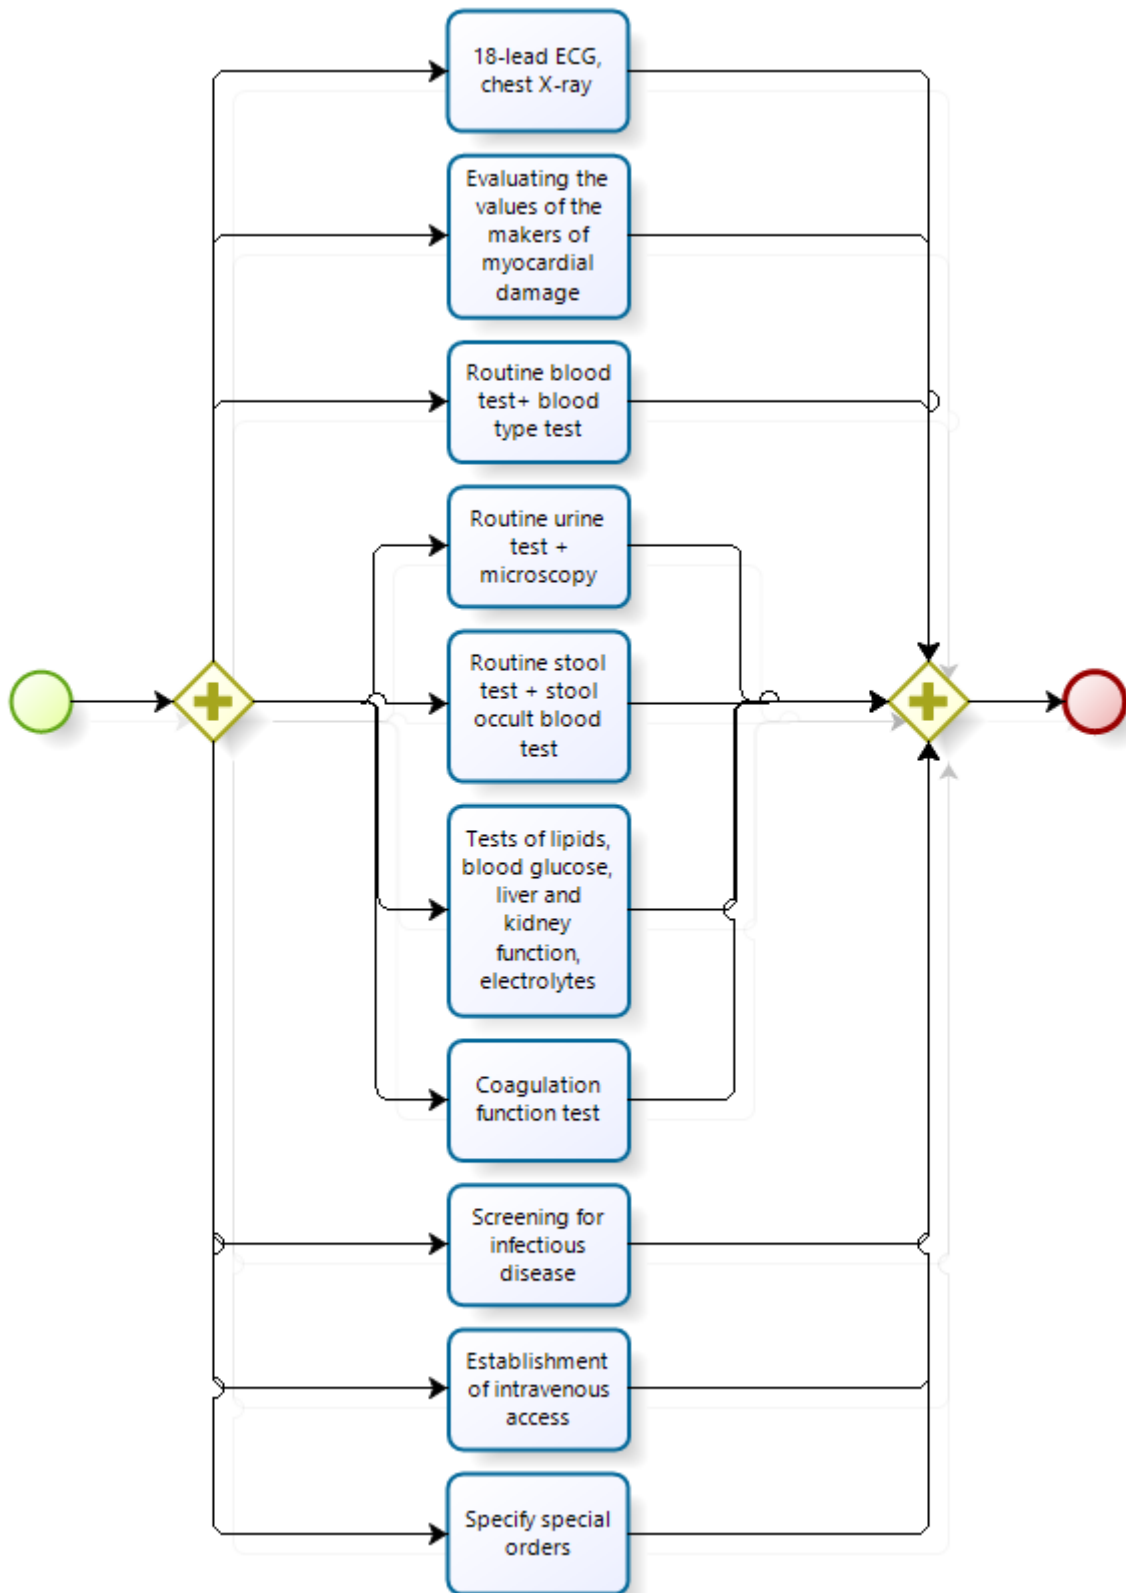 18-lead ECG,
chest X-ray
Evaluating the
values of the
makers of
myocardial
damage
Routine blood
test+ blood
type test
Routine urine
test +
microscopy
Routine stool
test + stool
occult blood
test
Tests of lipids,
blood glucose,
liver and
kidney
function,
electrolytes
Coagulation
function test
Screening for
infectious
disease
Establishment
of intravenous
access
Specify special
orders